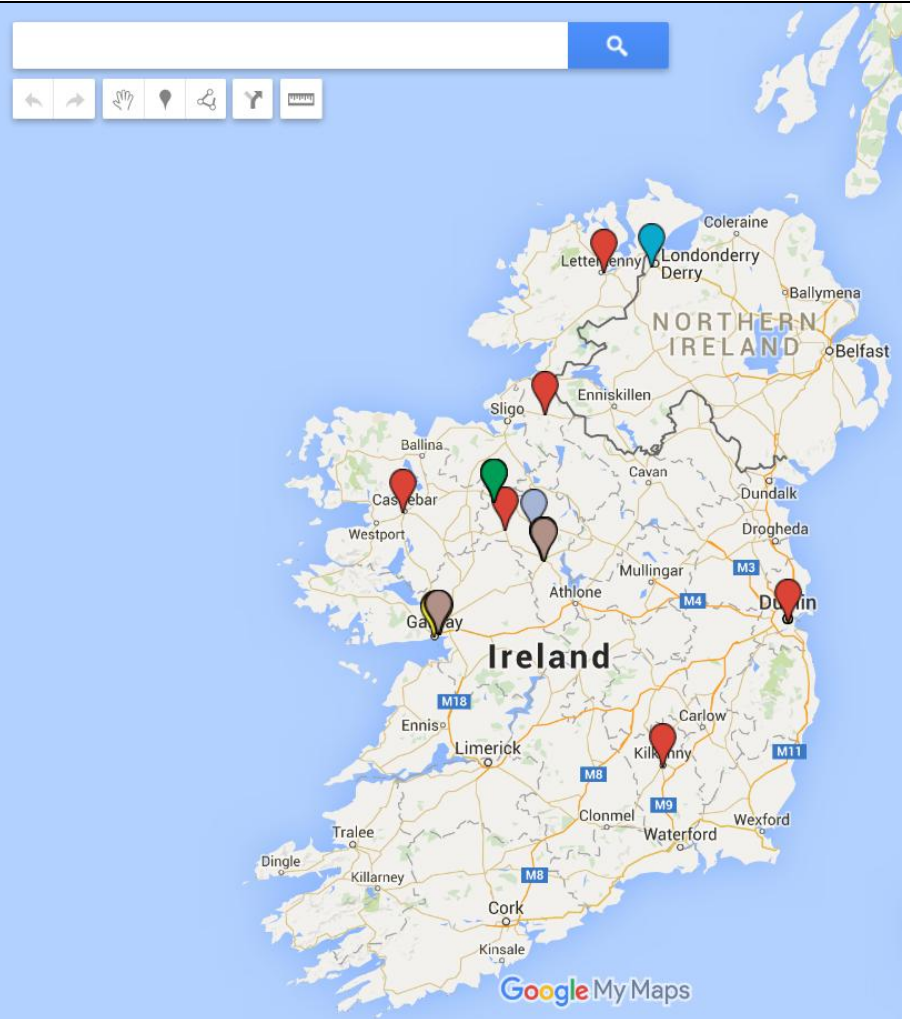 Coleraine
Londonderry
Derry
Letterkenny
Ballymena
NORTHERN
IRELAND
Belfast
Enniskillen
Sligo
Ballina
Cavan
Castlebar
Dundalk
Westport
Drogheda
Mullingar
M3
Athlone
M4
Dublin
Galway
Ireland
M18
Carlow
Ennis
Limerick
Kilkenny
M11
M8
M9
Clonmel
Wexford
Waterford
Tralee
Dingle
Killarney
M8
Cork
Kinsale
Google My Maps